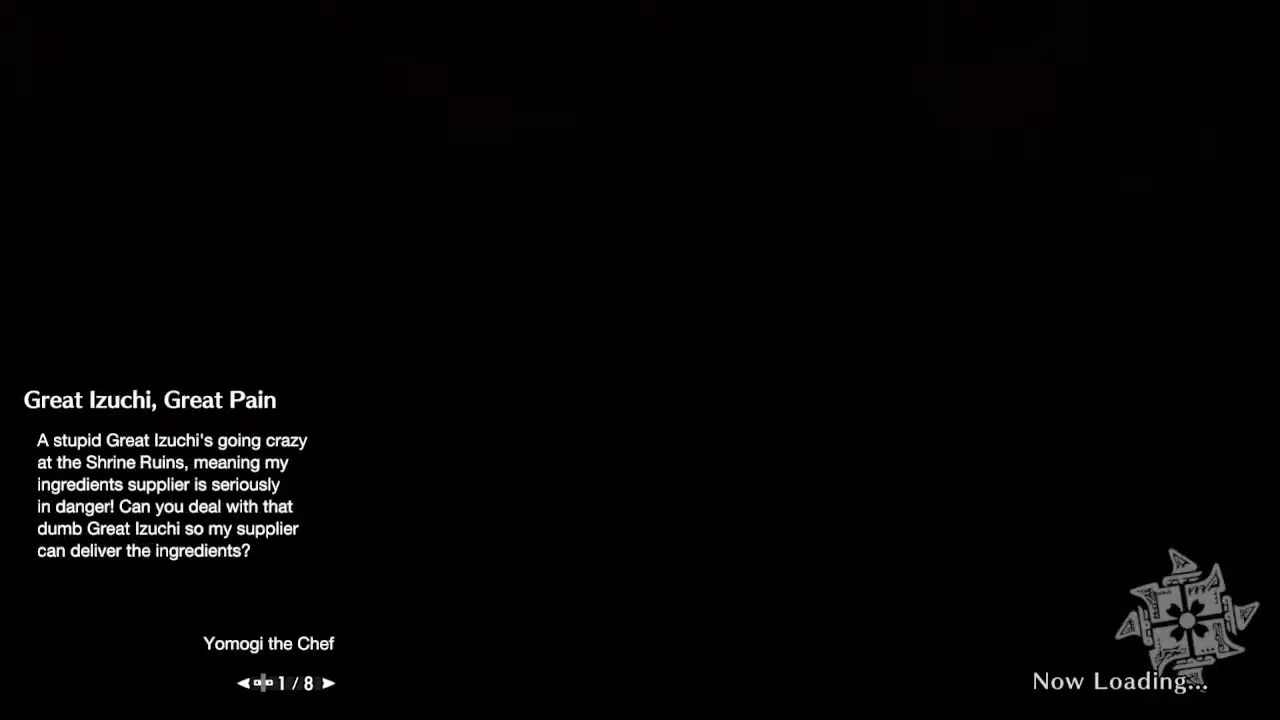 Great Izuchi, Great Pain
A stupid Great Izuchi's going crazy
at the Shrine Ruins, meaning my
ingredients supplier is seriously
in danger! Can you deal with that
dumb Great Izuchi so my supplier
can deliver the ingredients?
Yomogi the Chef
1 / 8
Now Loading...